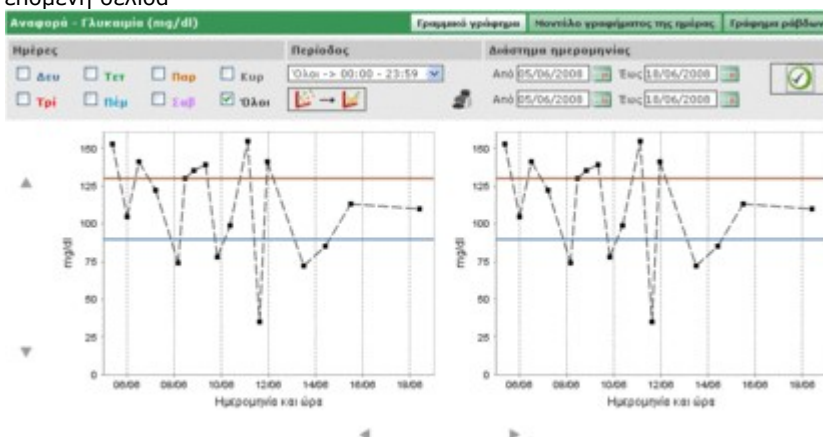 επόμενη σελίδα
Αναφορά - Γλυκαιμία (mg/dl) Γραμμικό γράφημα Μοντέλο γραφήματος της ημέρας Γράφημα ράβδων
Ημέρες Περίοδος Διάστημα ημερομηνίας
Δευ Τετ Παρ Κυρ Όλοι -> 00:00 - 23:59 Από 05/06/2008 Έως 18/06/2008
Τρί Πέμ Σαβ Όλοι Από 05/06/2008 Έως 18/06/2008
150 150
125 125
100 100
mg/dl mg/dl
75 75
50 50
25 25
0 0
06/06 08/06 10/06 12/06 14/06 16/06 18/06 06/06 08/06 10/06 12/06 14/06 16/06 18/06
Ημερομηνία και ώρα Ημερομηνία και ώρα